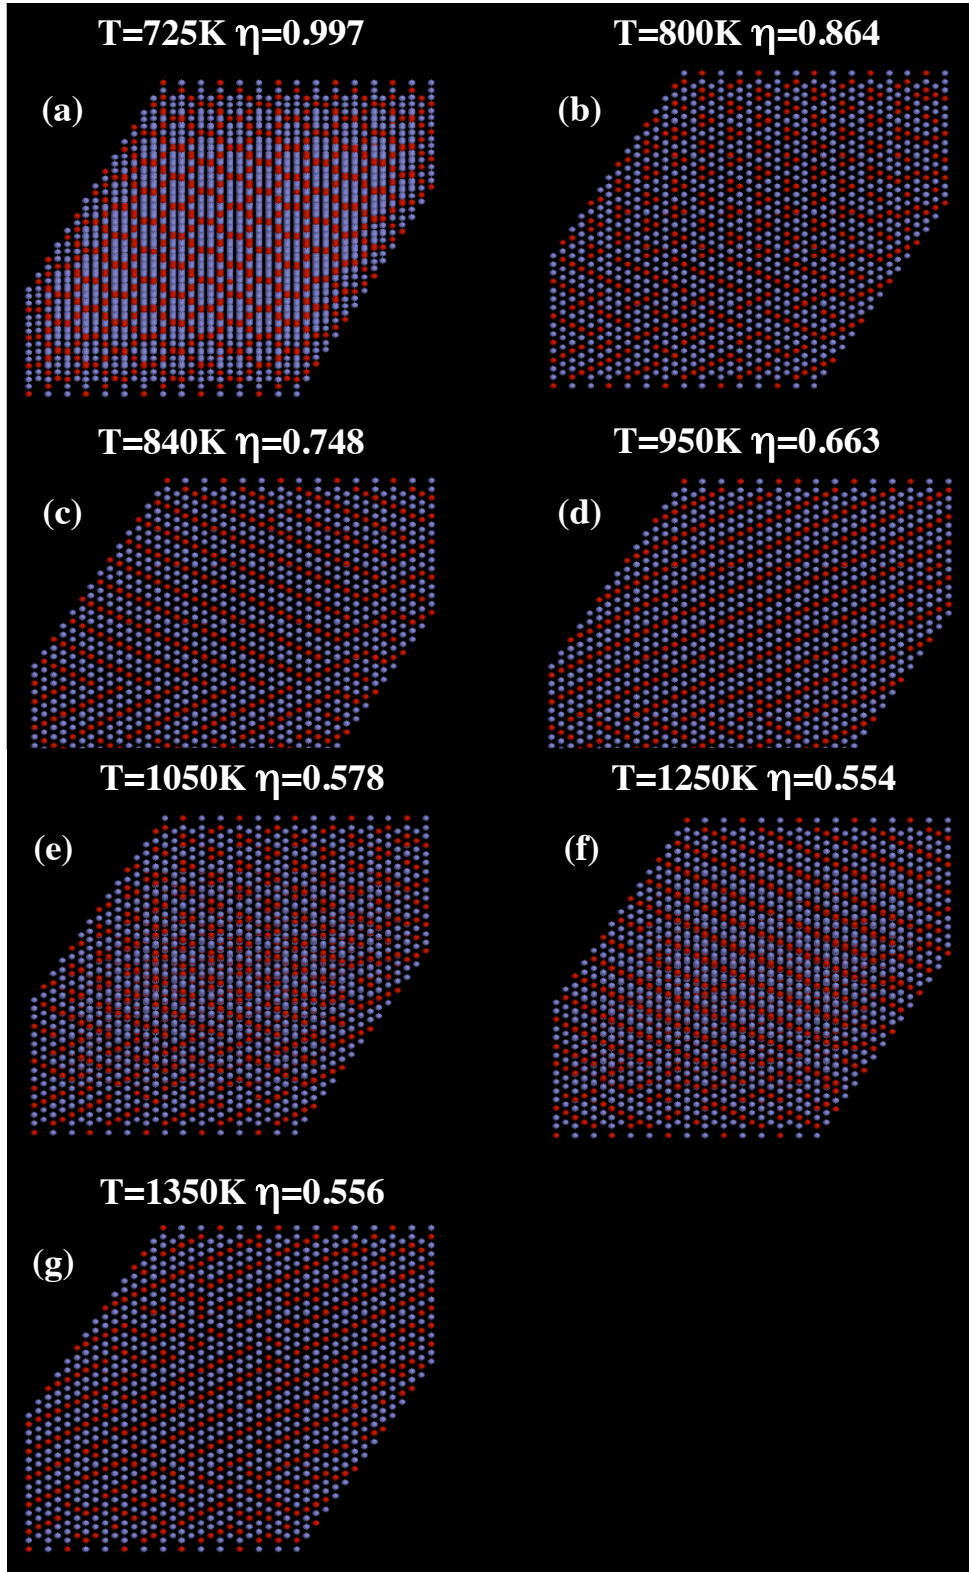 T=725K η=0.997
T=800K η=0.864
(a)
(b)
T=840K η=0.748
T=950K η=0.663
(c)
(d)
T=1050K η=0.578
T=1250K η=0.554
(e)
(f)
T=1350K η=0.556
(g)